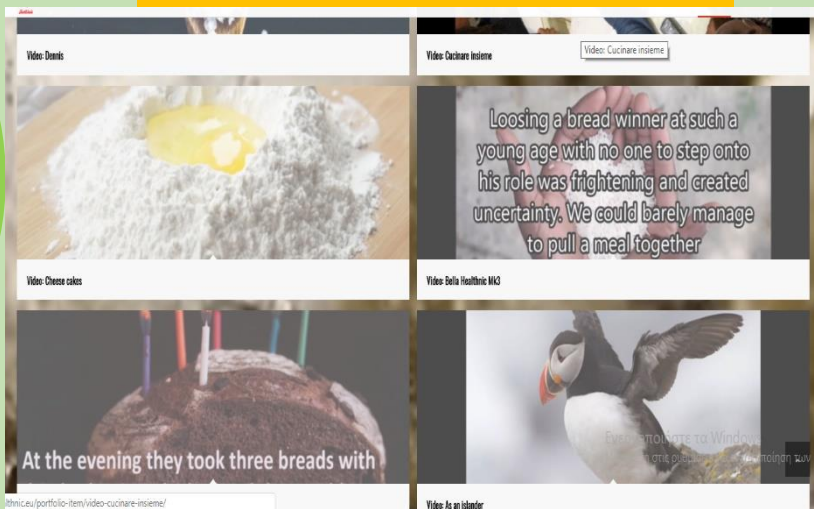 Video: Dennis
Video: Cucinare insieme
Video: Cucinare insieme
Loosing a bread winner at such a
young age with no one to step onto
his role was frightening and created
uncertainty. We could barely manage
to pull a meal together
Video: Cheese cakes
Video: Bella Healthnic Mk3
At the evening they took three breads with
τα Windows
των
lthnic.eu/portfolio-item/video-cucinare-insieme/
Video: As an islander